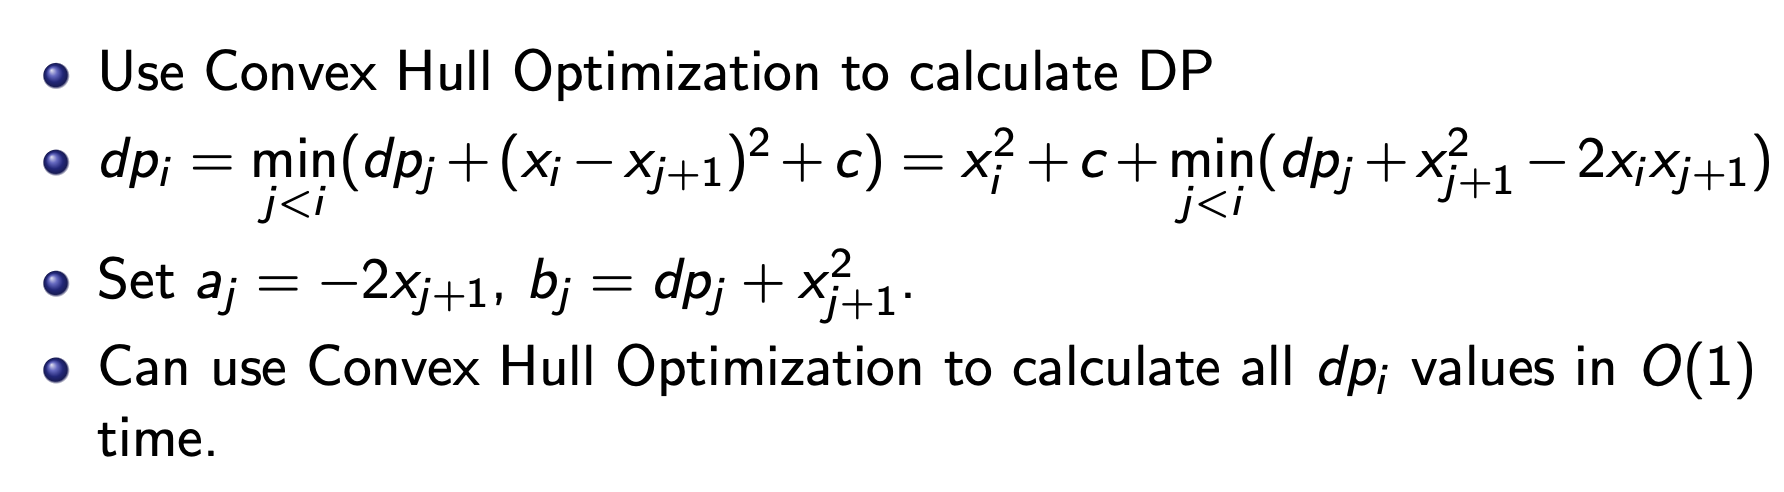 • Use Convex Hull Optimization to calculate DP
• $dp_i = \min_{j<i}(dp_j + (x_i - x_{j+1})^2 + c) = x_i^2 + c + \min_{j<i}(dp_j + x_{j+1}^2 - 2x_ix_{j+1})$
• Set $a_j = -2x_{j+1}$, $b_j = dp_j + x_{j+1}^2$.
• Can use Convex Hull Optimization to calculate all $dp_i$ values in $O(1)$
time.